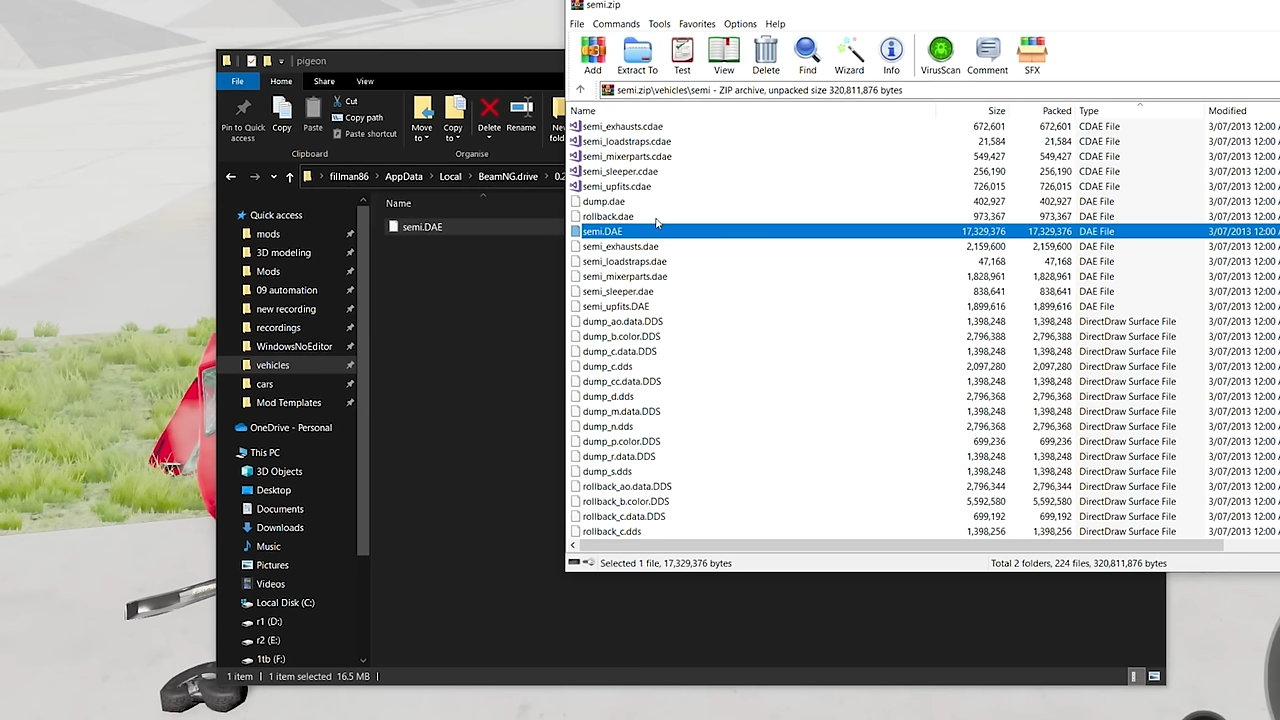 semi.zip
File Commands Tools Favorites Options Help
Add Extract To Test View Delete Find Wizard Info VirusScan Comment SFX
semi.zip\vehicles\semi - ZIP archive, unpacked size 320,811,876 bytes
Name Size Packed Type Modified
semi_exhausts.cdae 672,601 672,601 CDAE File 3/07/2013 12:00
semi_loadstraps.cdae 21,584 21,584 CDAE File 3/07/2013 12:00
semi_mixerparts.cdae 549,427 549,427 CDAE File 3/07/2013 12:00
semi_sleeper.cdae 256,190 256,190 CDAE File 3/07/2013 12:00
semi_upfits.cdae 726,015 726,015 CDAE File 3/07/2013 12:00
dump.dae 402,927 402,927 DAE File 3/07/2013 12:00
rollback.dae 973,367 973,367 DAE File 3/07/2013 12:00
semi.DAE 17,329,376 17,329,376 DAE File 3/07/2013 12:00
semi_exhausts.dae 2,159,600 2,159,600 DAE File 3/07/2013 12:00
semi_loadstraps.dae 47,168 47,168 DAE File 3/07/2013 12:00
semi_mixerparts.dae 1,828,961 1,828,961 DAE File 3/07/2013 12:00
semi_sleeper.dae 838,641 838,641 DAE File 3/07/2013 12:00
semi_upfits.DAE 1,899,616 1,899,616 DAE File 3/07/2013 12:00
dump_ao.data.DDS 1,398,248 1,398,248 DirectDraw Surface File 3/07/2013 12:00
dump_b.color.DDS 2,796,388 2,796,388 DirectDraw Surface File 3/07/2013 12:00
dump_c.data.DDS 1,398,248 1,398,248 DirectDraw Surface File 3/07/2013 12:00
dump_c.dds 2,097,280 2,097,280 DirectDraw Surface File 3/07/2013 12:00
dump_cc.data.DDS 1,398,248 1,398,248 DirectDraw Surface File 3/07/2013 12:00
dump_d.dds 2,796,368 2,796,368 DirectDraw Surface File 3/07/2013 12:00
dump_m.data.DDS 1,398,248 1,398,248 DirectDraw Surface File 3/07/2013 12:00
dump_n.dds 2,796,368 2,796,368 DirectDraw Surface File 3/07/2013 12:00
dump_p.color.DDS 699,236 699,236 DirectDraw Surface File 3/07/2013 12:00
dump_r.data.DDS 1,398,248 1,398,248 DirectDraw Surface File 3/07/2013 12:00
dump_s.dds 1,398,248 1,398,248 DirectDraw Surface File 3/07/2013 12:00
rollback_ao.data.DDS 2,796,344 2,796,344 DirectDraw Surface File 3/07/2013 12:00
rollback_b.color.DDS 5,592,580 5,592,580 DirectDraw Surface File 3/07/2013 12:00
rollback_c.data.DDS 699,192 699,192 DirectDraw Surface File 3/07/2013 12:00
rollback_c.dds 1,398,256 1,398,256 DirectDraw Surface File 3/07/2013 12:00
Selected 1 file, 17,329,376 bytes Total 2 folders, 224 files, 320,811,876 bytes
pigeon
File Home Share View
Pin to Quick access
Copy
Paste
Cut
Copy path
Paste shortcut
Move to
Copy to
Delete
Rename
Clipboard
Organise
fillman86 AppData Local BeamNG.drive
Name
semi.DAE
Quick access
mods
3D modeling
Mods
09 automation
new recording
recordings
WindowsNoEditor
vehicles
cars
Mod Templates
OneDrive - Personal
This PC
3D Objects
Desktop
Documents
Downloads
Music
Pictures
Videos
Local Disk (C:)
r1 (D:)
r2 (E:)
1tb (F:)
1 item 1 item selected 16.5 MB